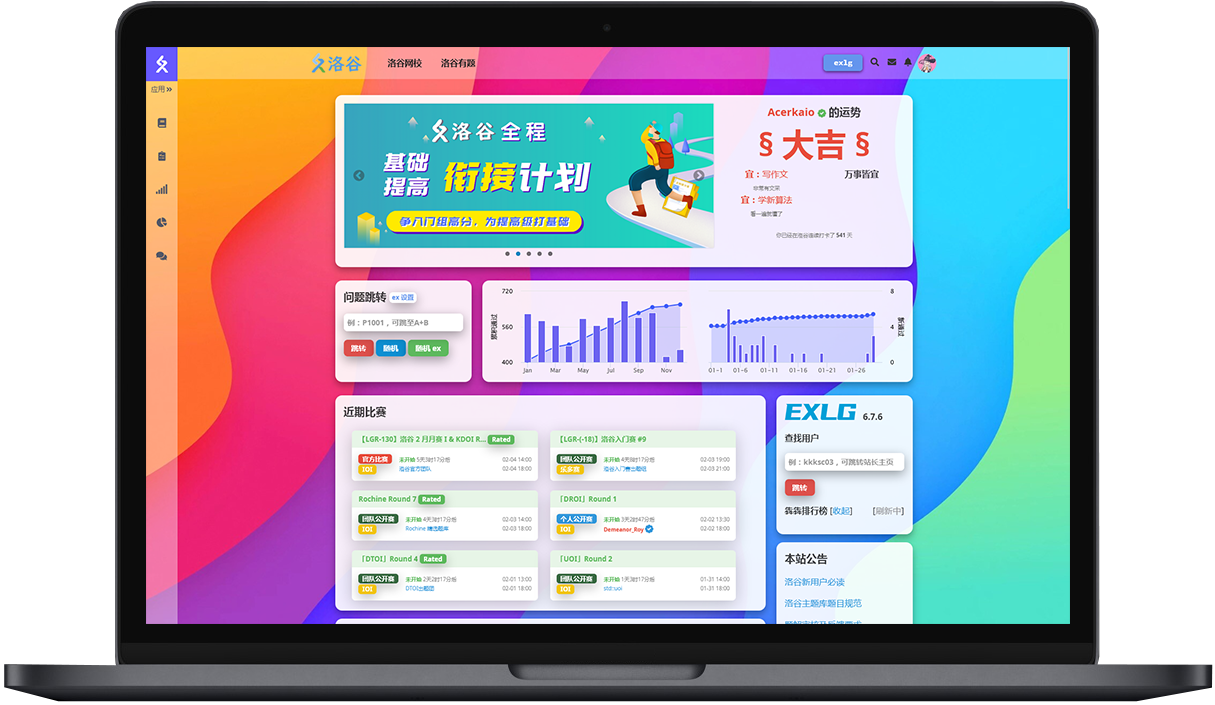 洛谷
洛谷网校
洛谷有题
exlg
应用
洛谷全程
基础
提高
衔接计划
争入门组高分，为提高级打基础
Acerkaio 的运势
§ 大吉 §
宜：写作文
万事皆宜
非常有文采
宜：学新算法
看一遍就懂了
你已经在洛谷连续打卡了 541 天
问题跳转 ex 设置
例：P1001，可跳至A+B
跳转 随机 随机 ex
720
560
400
Jan Mar May Jul Sep Nov
8
4
0
01-1 01-6 01-11 01-16 01-21 01-26
近期比赛
【LGR-130】洛谷 2 月月赛 I & KDOI R... Rated
官方比赛 未开始 5天3时17分后 02-04 14:00
IOI 洛谷官方团队 02-04 18:00
【LGR-(-18)】洛谷入门赛 #9
团队公开赛 未开始 4天8时17分后 02-03 19:00
乐多赛 洛谷入门赛出题组 02-03 21:00
Rochine Round 7 Rated
团队公开赛 未开始 4天3时17分后 02-03 14:00
IOI 02-03 18:00
「DROI」Round 1
个人公开赛 未开始 3天2时47分后 02-02 13:30
IOI Demeanor_Roy 02-02 18:00
「DTOI」Round 4 Rated
团队公开赛 未开始 2天2时17分后 02-01 13:00
IOI DTOI出题团 02-01 18:00
「UOI」Round 2
团队公开赛 未开始 1天3时17分后 01-31 14:00
IOI std::uoi 01-31 18:00
EXLG 6.7.6
查找用户
例：kkksc03，可跳转站长主页
跳转
犇犇排行榜 [收起] [刷新中]
本站公告
洛谷新用户必读
洛谷主题库题目规范